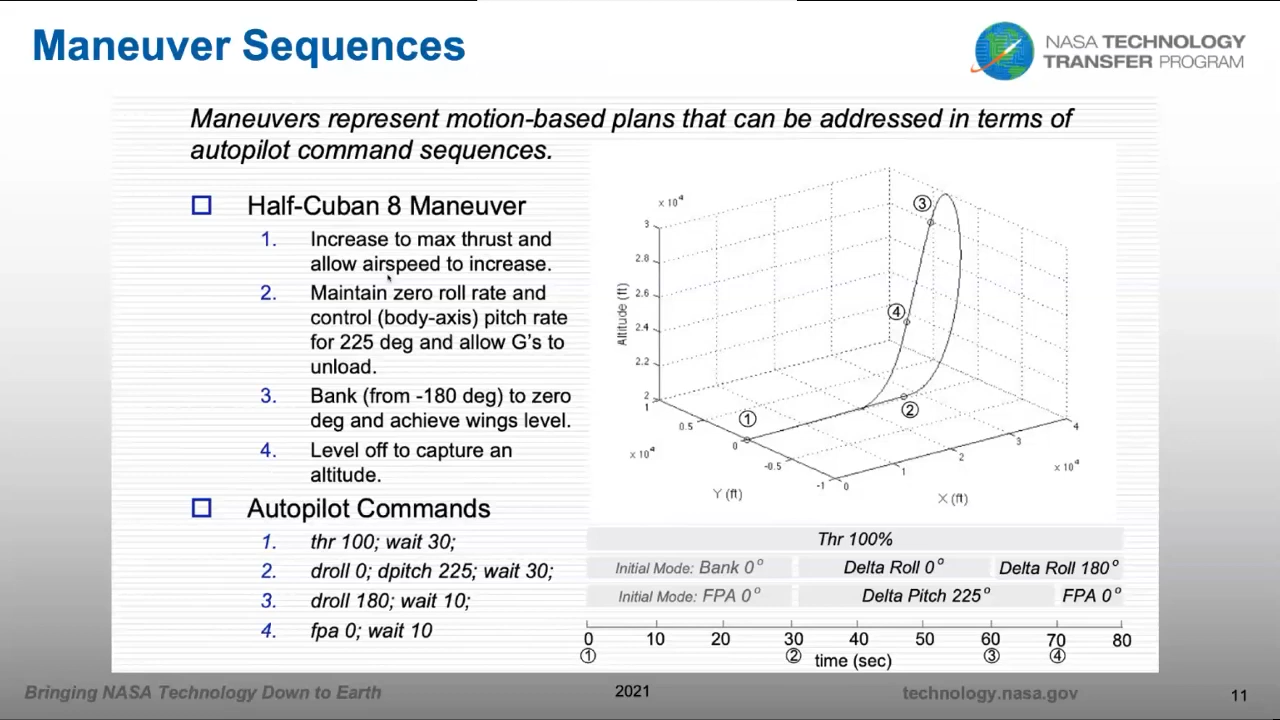 Maneuver Sequences
NASA TECHNOLOGY
TRANSFER PROGRAM
Maneuvers represent motion-based plans that can be addressed in terms of
autopilot command sequences.
Half-Cuban 8 Maneuver
1. Increase to max thrust and
allow airspeed to increase.
2. Maintain zero roll rate and
control (body-axis) pitch rate
for 225 deg and allow G's to
unload.
3. Bank (from -180 deg) to zero
deg and achieve wings level.
4. Level off to capture an
altitude.
Autopilot Commands
1. thr 100; wait 30;
2. droll 0; dpitch 225; wait 30;
3. droll 180; wait 10;
4. fpa 0; wait 10
x 10⁴
3
2.8
2.6
2.4
2.2
2
Altitude (ft)
1
0.5
0
-0.5
-1
x 10⁴
Y (ft)
0
1
2
3
4
x 10⁴
X (ft)
①
②
③
④
Thr 100%
Initial Mode: Bank 0° Delta Roll 0° Delta Roll 180°
Initial Mode: FPA 0° Delta Pitch 225° FPA 0°
0 10 20 30 40 50 60 70 80
① ② time (sec) ③ ④
Bringing NASA Technology Down to Earth 2021 technology.nasa.gov 11